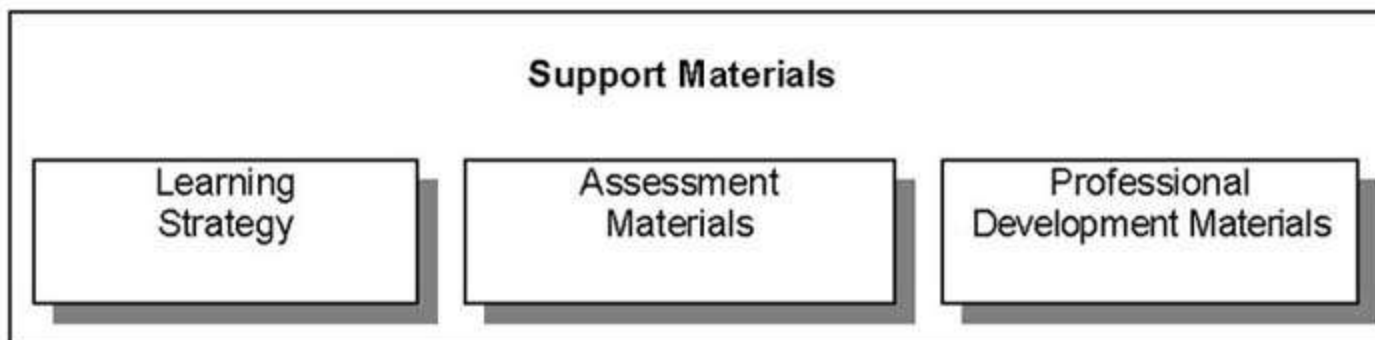 Support Materials
Learning
Strategy
Assessment
Materials
Professional
Development Materials